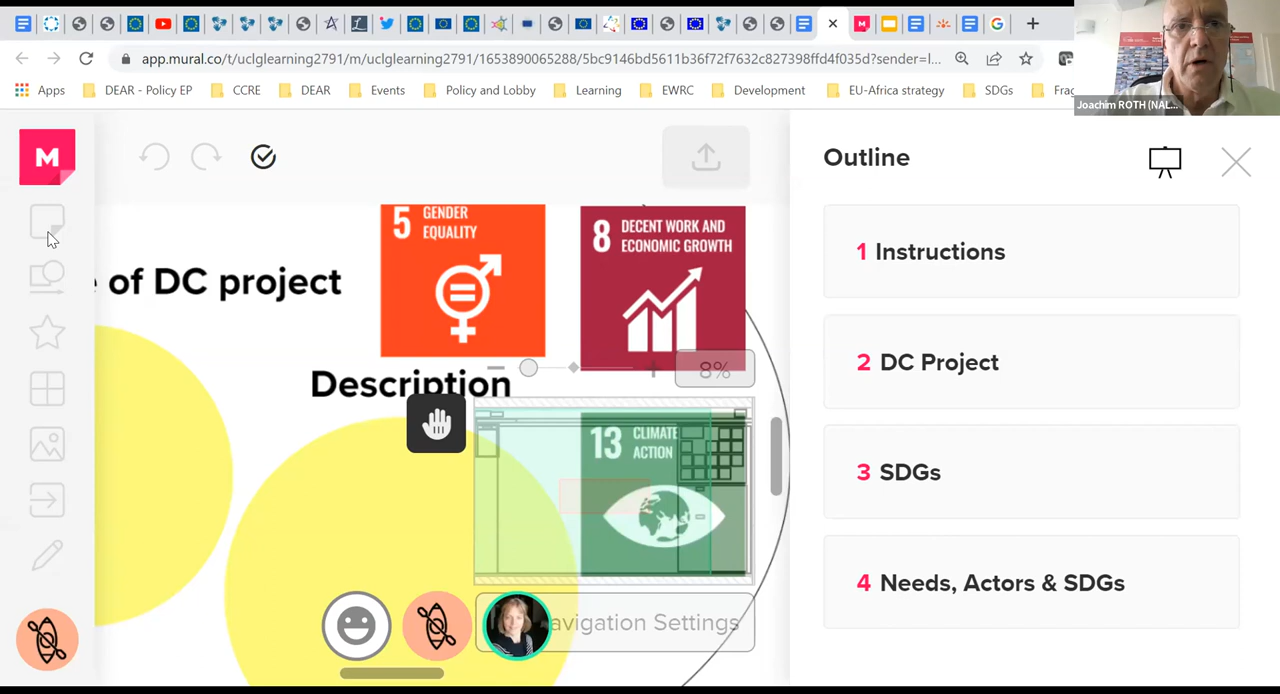 app.mural.co/t/uclglearning2791/m/uclglearning2791/1653890065288/5bc9146bd5611b36f72f7632c827398ffd4f035d?sender=l...
Apps DEAR - Policy EP CCRE DEAR Events Policy and Lobby Learning EWRC Development EU-Africa strategy SDGs Frag
Joachim ROTH (NAL...
M
Outline
1 Instructions
2 DC Project
3 SDGs
4 Needs, Actors & SDGs
5 GENDER
EQUALITY
8 DECENT WORK AND
ECONOMIC GROWTH
of DC project
Description
8%
13 CLIMATE
ACTION
avigation Settings